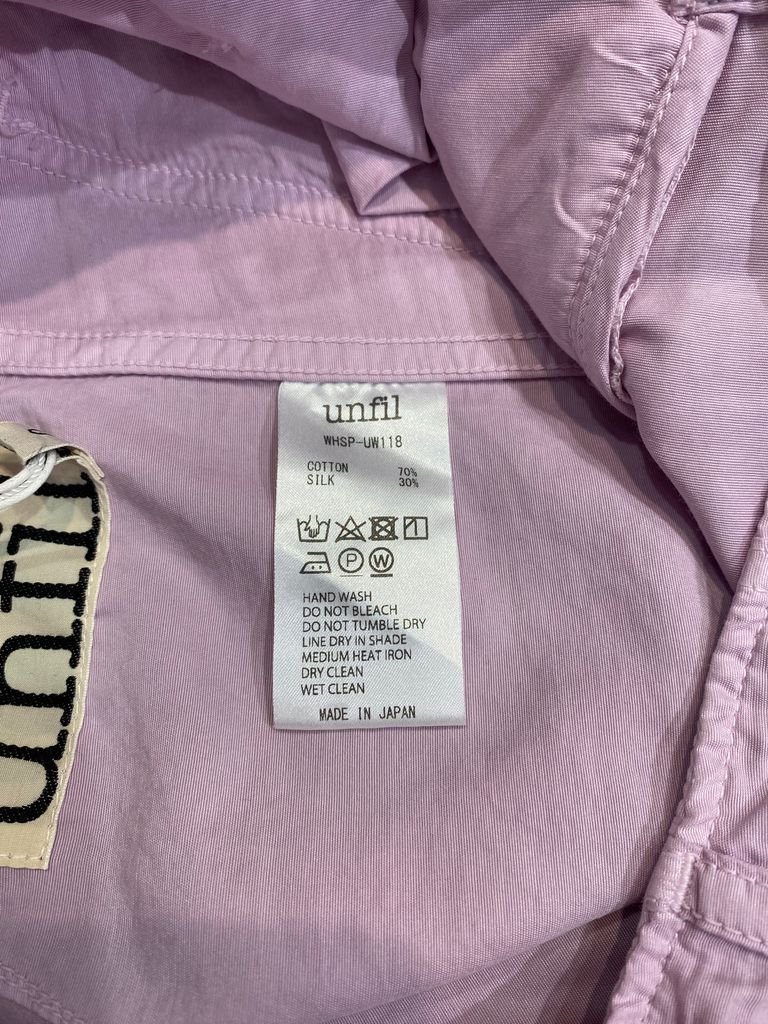 unfil
WHSP-UW118
COTTON 70%
SILK 30%
P W
HAND WASH
DO NOT BLEACH
DO NOT TUMBLE DRY
LINE DRY IN SHADE
MEDIUM HEAT IRON
DRY CLEAN
WET CLEAN
MADE IN JAPAN
unfil